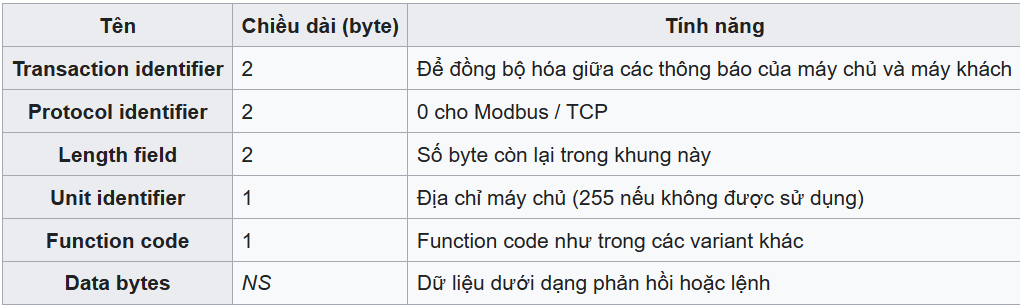 Tên Chiều dài (byte) Tính năng
Transaction identifier 2 Để đồng bộ hóa giữa các thông báo của máy chủ và máy khách
Protocol identifier 2 0 cho Modbus / TCP
Length field 2 Số byte còn lại trong khung này
Unit identifier 1 Địa chỉ máy chủ (255 nếu không được sử dụng)
Function code 1 Function code như trong các variant khác
Data bytes NS Dữ liệu dưới dạng phản hồi hoặc lệnh